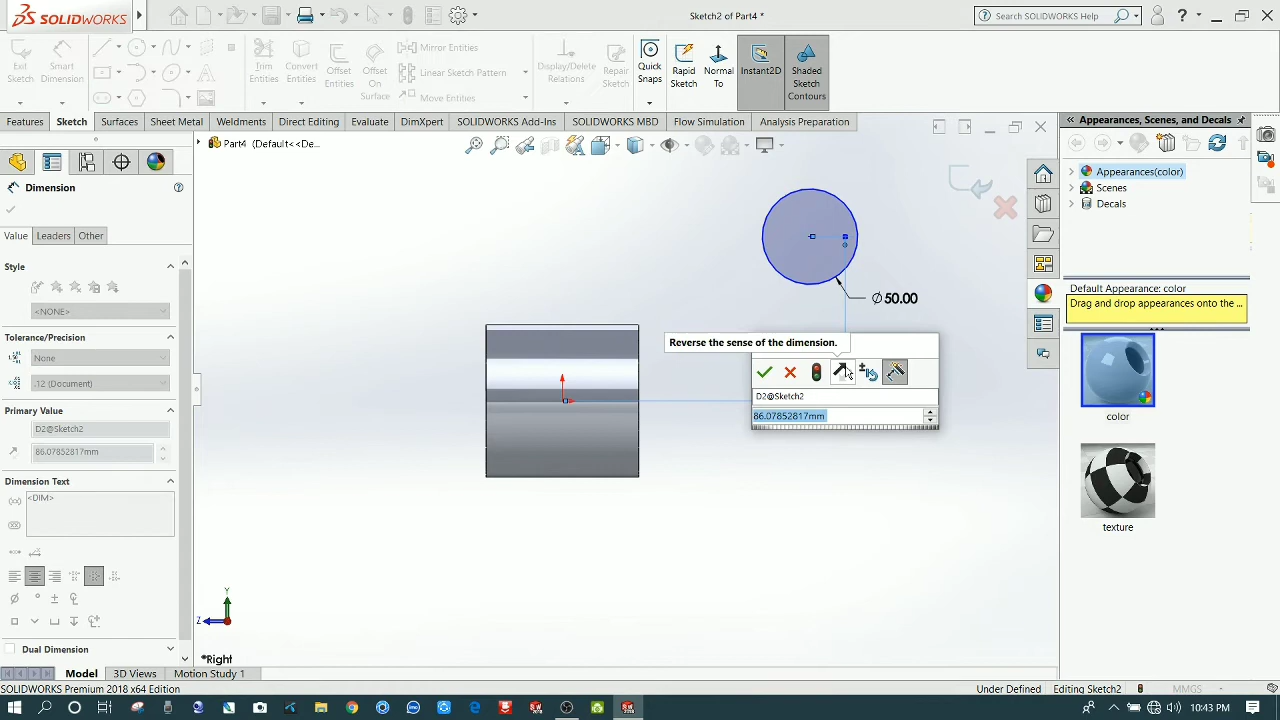 SOLIDWORKS
Sketch2 of Part4 *
Search SOLIDWORKS Help
?
Exit Sketch
Smart Dimension
Trim Entities
Convert Entities
Offset Entities
Offset On Surface
Mirror Entities
Linear Sketch Pattern
Move Entities
Display/Delete Relations
Repair Sketch
Quick Snaps
Rapid Sketch
Normal To
Instant2D
Shaded Sketch Contours
Features
Sketch
Surfaces
Sheet Metal
Weldments
Direct Editing
Evaluate
DimXpert
SOLIDWORKS Add-Ins
SOLIDWORKS MBD
Flow Simulation
Analysis Preparation
Part4 (Default<<De...
Appearances, Scenes, and Decals
Appearances(color)
Scenes
Decals
Dimension
Value
Leaders
Other
Style
<NONE>
Tolerance/Precision
None
.12 (Document)
Primary Value
D2@Sketch2
86.07852817mm
Dimension Text
<DIM>
Dual Dimension
Ø50.00
Reverse the sense of the dimension.
D2@Sketch2
86.07852817mm
Default Appearance: color
Drag and drop appearances onto the ...
color
texture
Y
Z
*Right
Model
3D Views
Motion Study 1
SOLIDWORKS Premium 2018 x64 Edition
Under Defined
Editing Sketch2
MMGS
10:43 PM